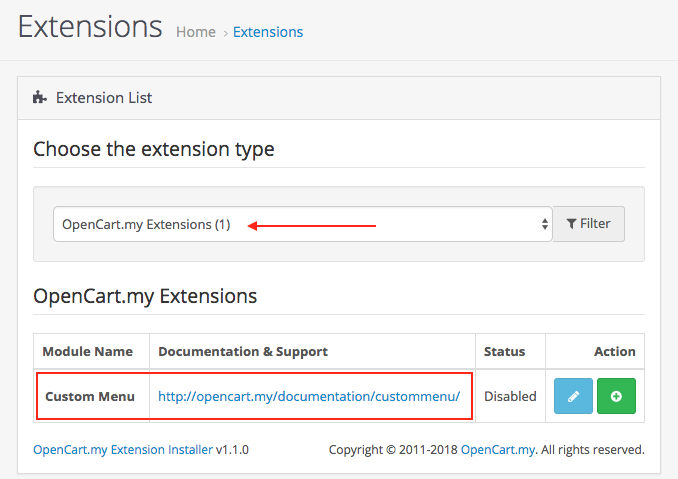 Extensions Home › Extensions
Extension List
Choose the extension type
OpenCart.my Extensions (1) Filter
OpenCart.my Extensions
Module Name Documentation & Support Status Action
Custom Menu http://opencart.my/documentation/custommenu/ Disabled
OpenCart.my Extension Installer v1.1.0 Copyright © 2011-2018 OpenCart.my. All rights reserved.